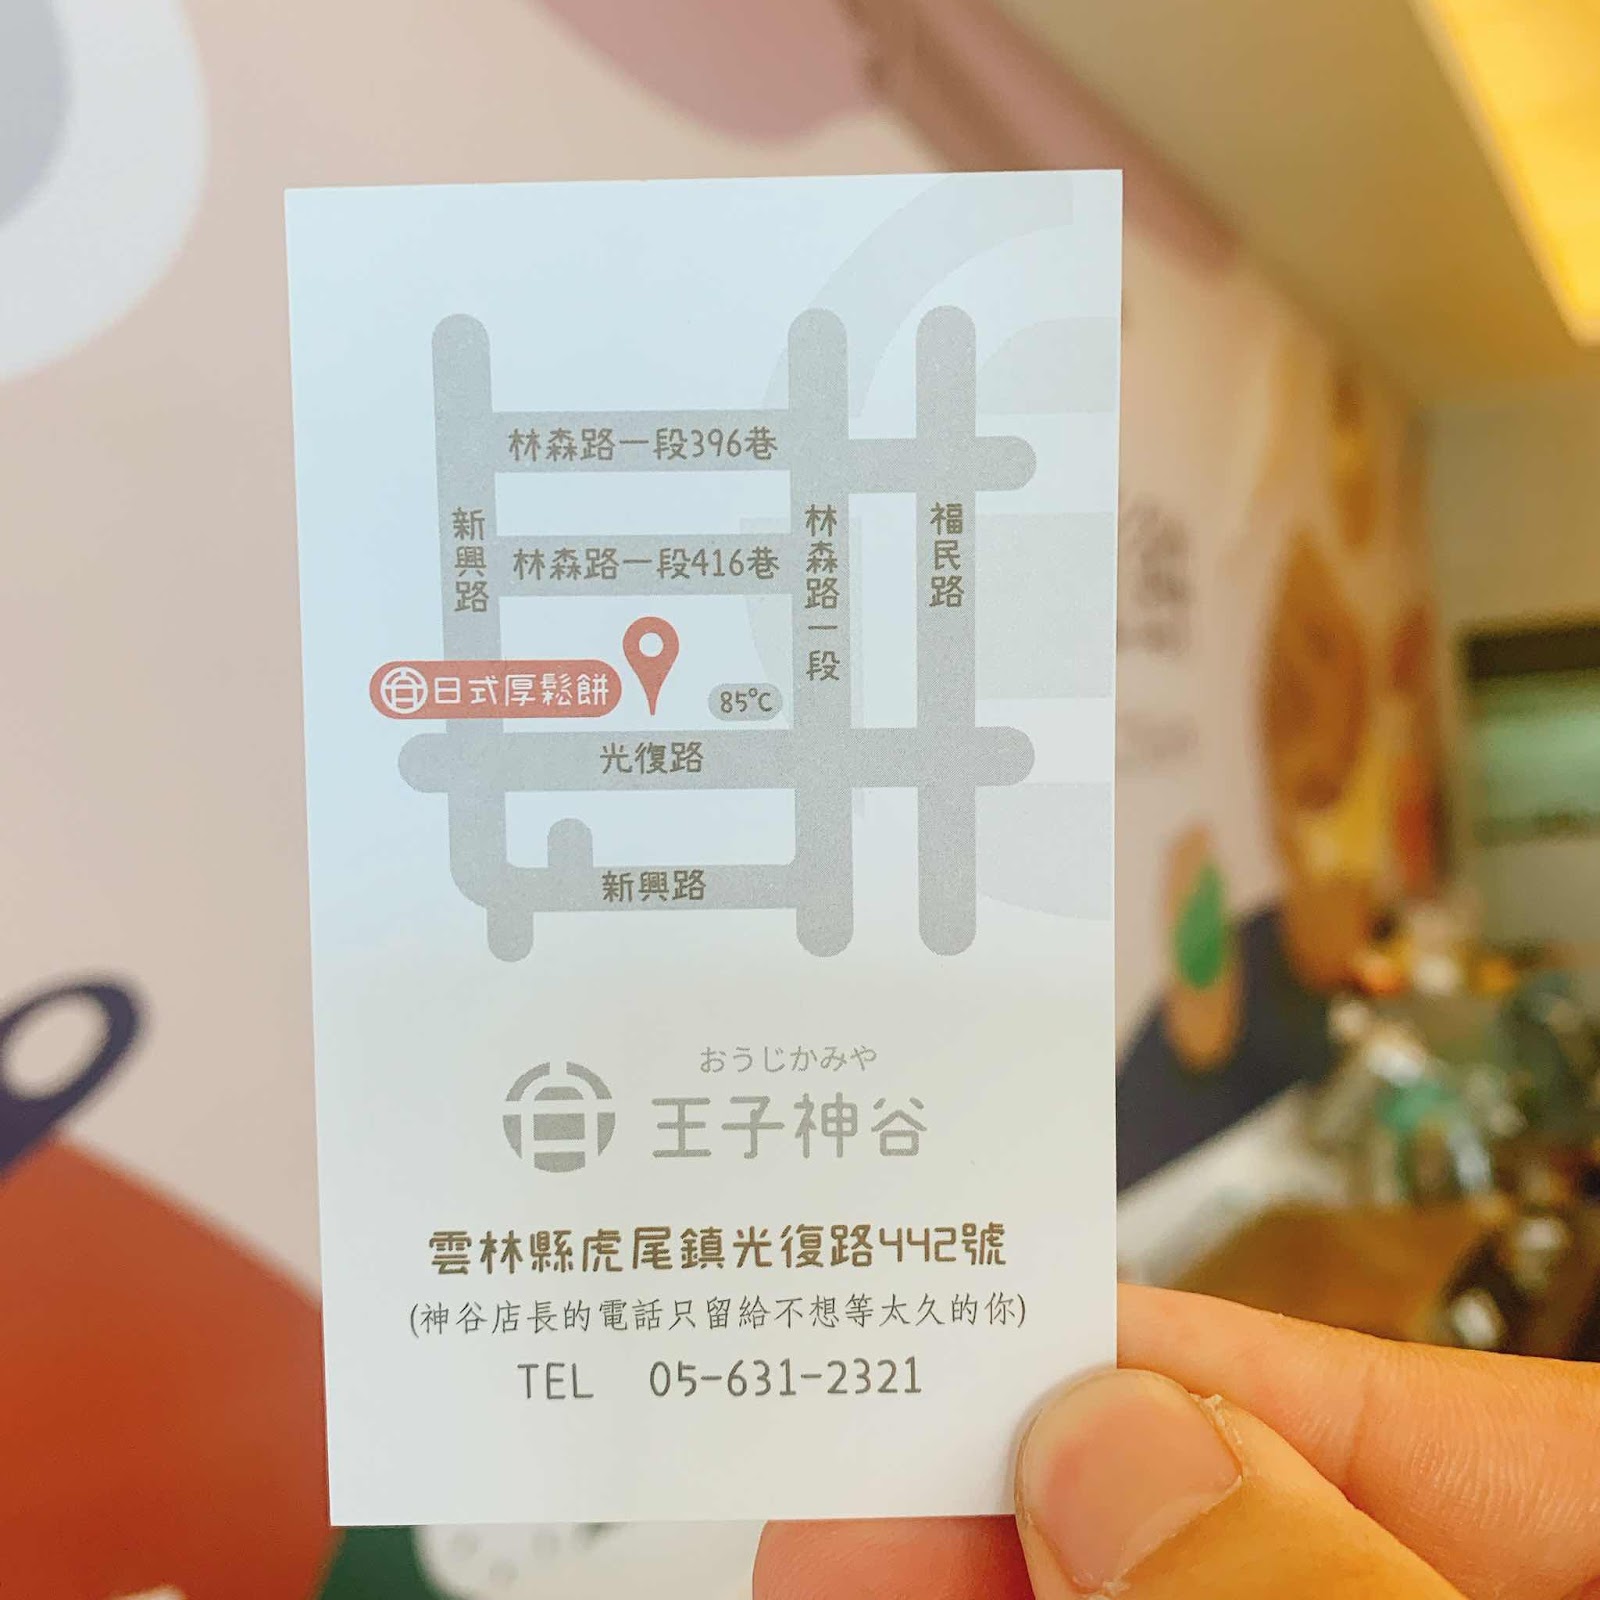 林森路一段396巷
新興路
林森路一段416巷
林森路一段
福民路
日式厚鬆餅
85℃
光復路
新興路
おうじかみや
王子神谷
雲林縣虎尾鎮光復路442號
(神谷店長的電話只留給不想等太久的你)
TEL 05-631-2321